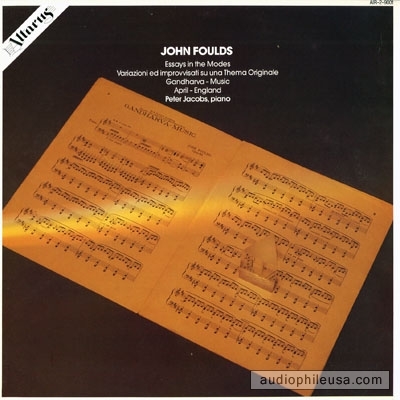 Altarus
AIR-2-9001
JOHN FOULDS
Essays in the Modes
Variazioni ed improvvisati su una Thema Originale
Gandharva - Music
April - England
Peter Jacobs, piano
GANDHARVA-MUSIC
audiophileusa.com